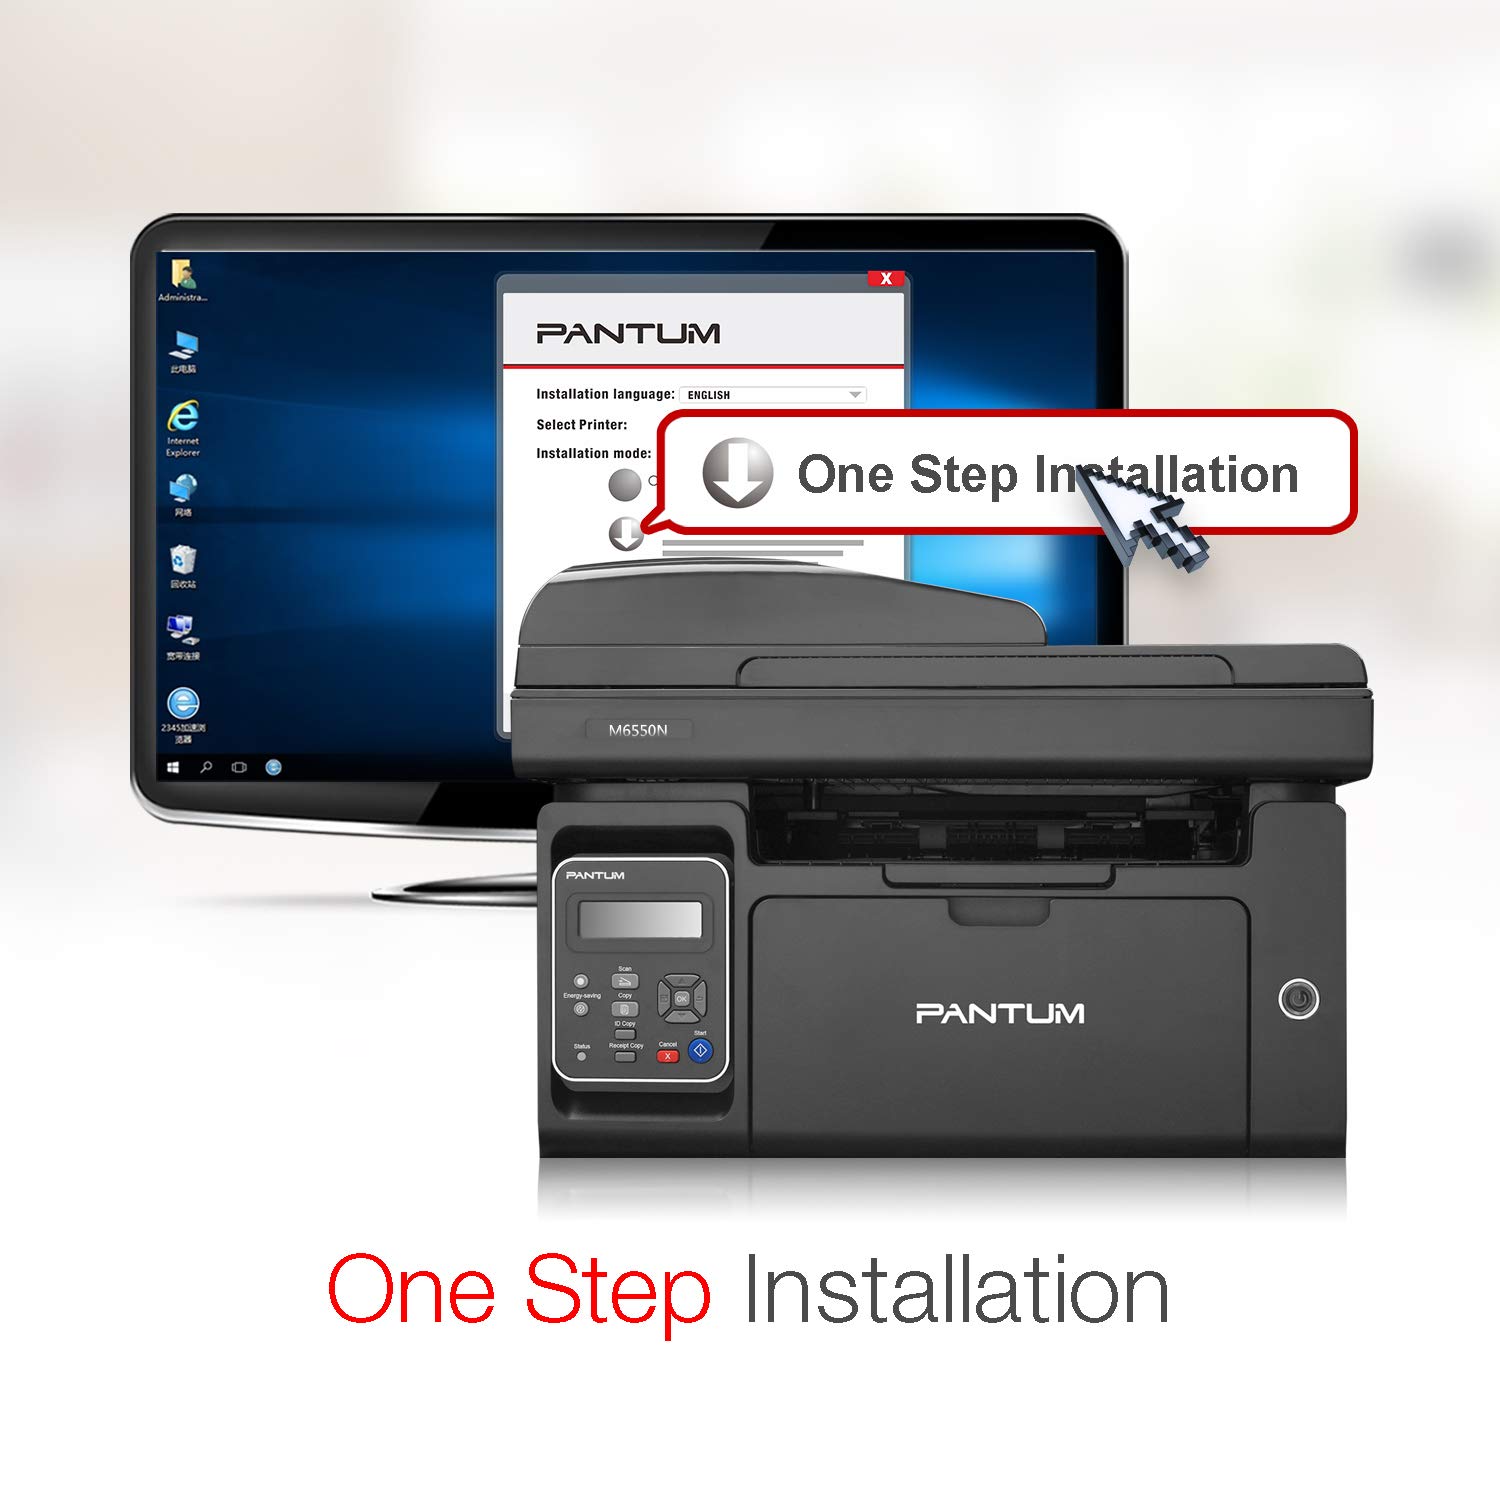 Administra...
此电脑
Internet
Explorer
网络
回收站
宽带连接
2345加速浏
览器
X
PANTUM
Installation language: ENGLISH
Select Printer:
Installation mode:
One Step Installation
M6550N
PANTUM
Scan
Energy-saving
Copy
OK
ID Copy
Status
Receipt Copy
Cancel
X
Start
PANTUM
One Step Installation